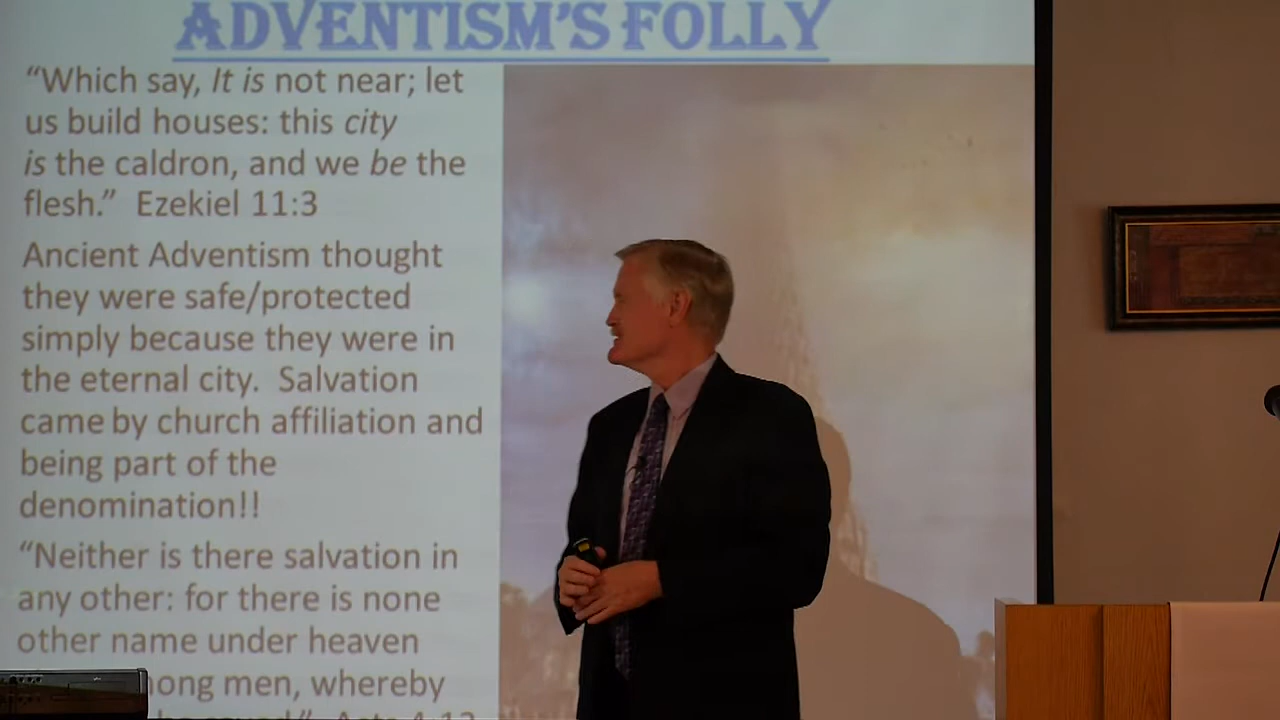 ADVENTISM'S FOLLY
“Which say, It is not near; let
us build houses: this city
is the caldron, and we be the
flesh.” Ezekiel 11:3
Ancient Adventism thought
they were safe/protected
simply because they were in
the eternal city. Salvation
came by church affiliation and
being part of the
denomination!!
“Neither is there salvation in
any other: for there is none
other name under heaven
men, whereby
Acts 4:12